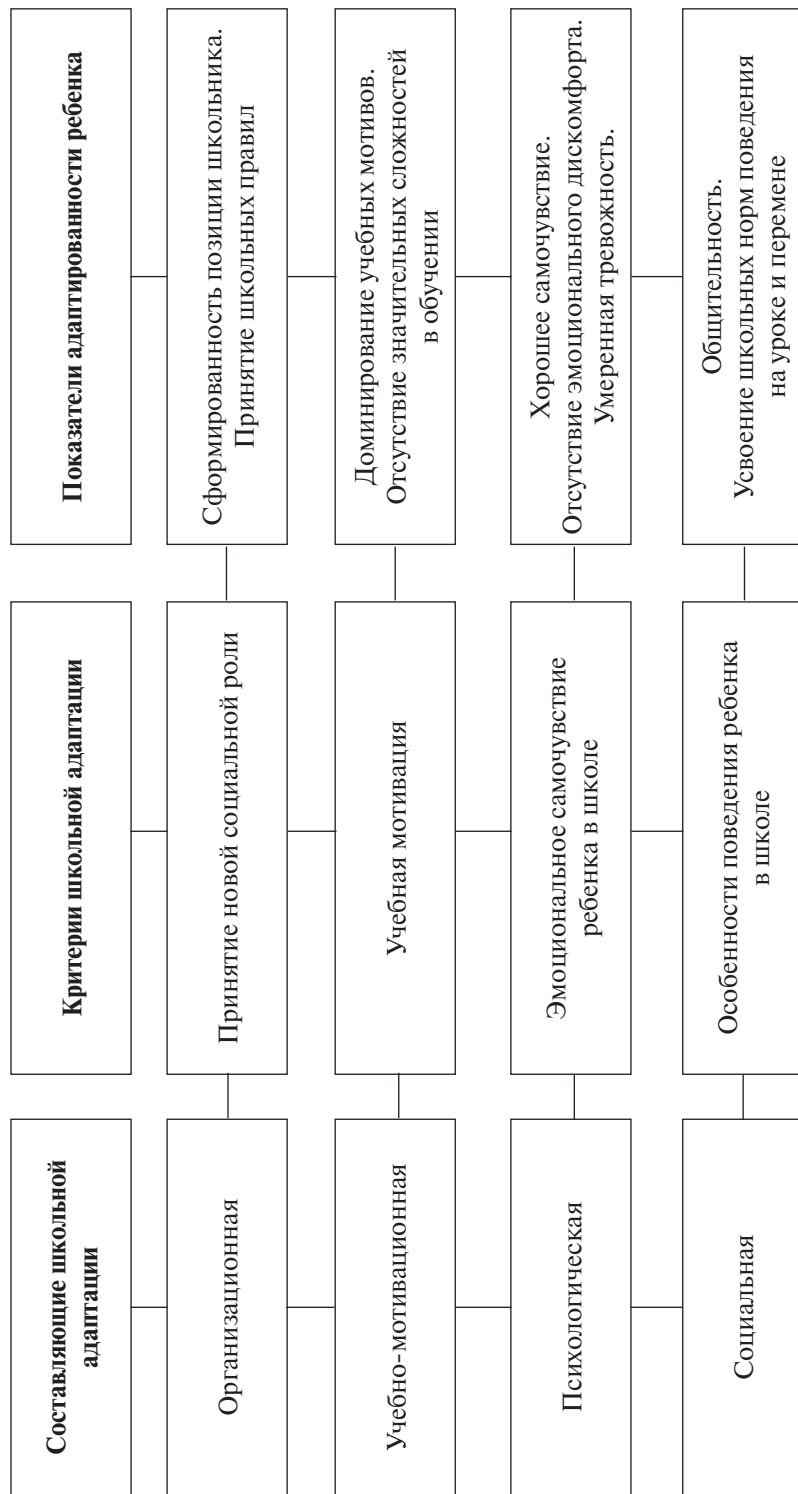 Составляющие школьной
адаптации
Критерии школьной адаптации
Показатели адаптированности ребенка
Организационная
Принятие новой социальной роли
Сформированность позиции школьника.
Принятие школьных правил
Учебно-мотивационная
Учебная мотивация
Доминирование учебных мотивов.
Отсутствие значительных сложностей
в обучении
Психологическая
Эмоциональное самочувствие
ребенка в школе
Хорошее самочувствие.
Отсутствие эмоционального дискомфорта.
Умеренная тревожность.
Социальная
Особенности поведения ребенка
в школе
Общительность.
Усвоение школьных норм поведения
на уроке и перемене